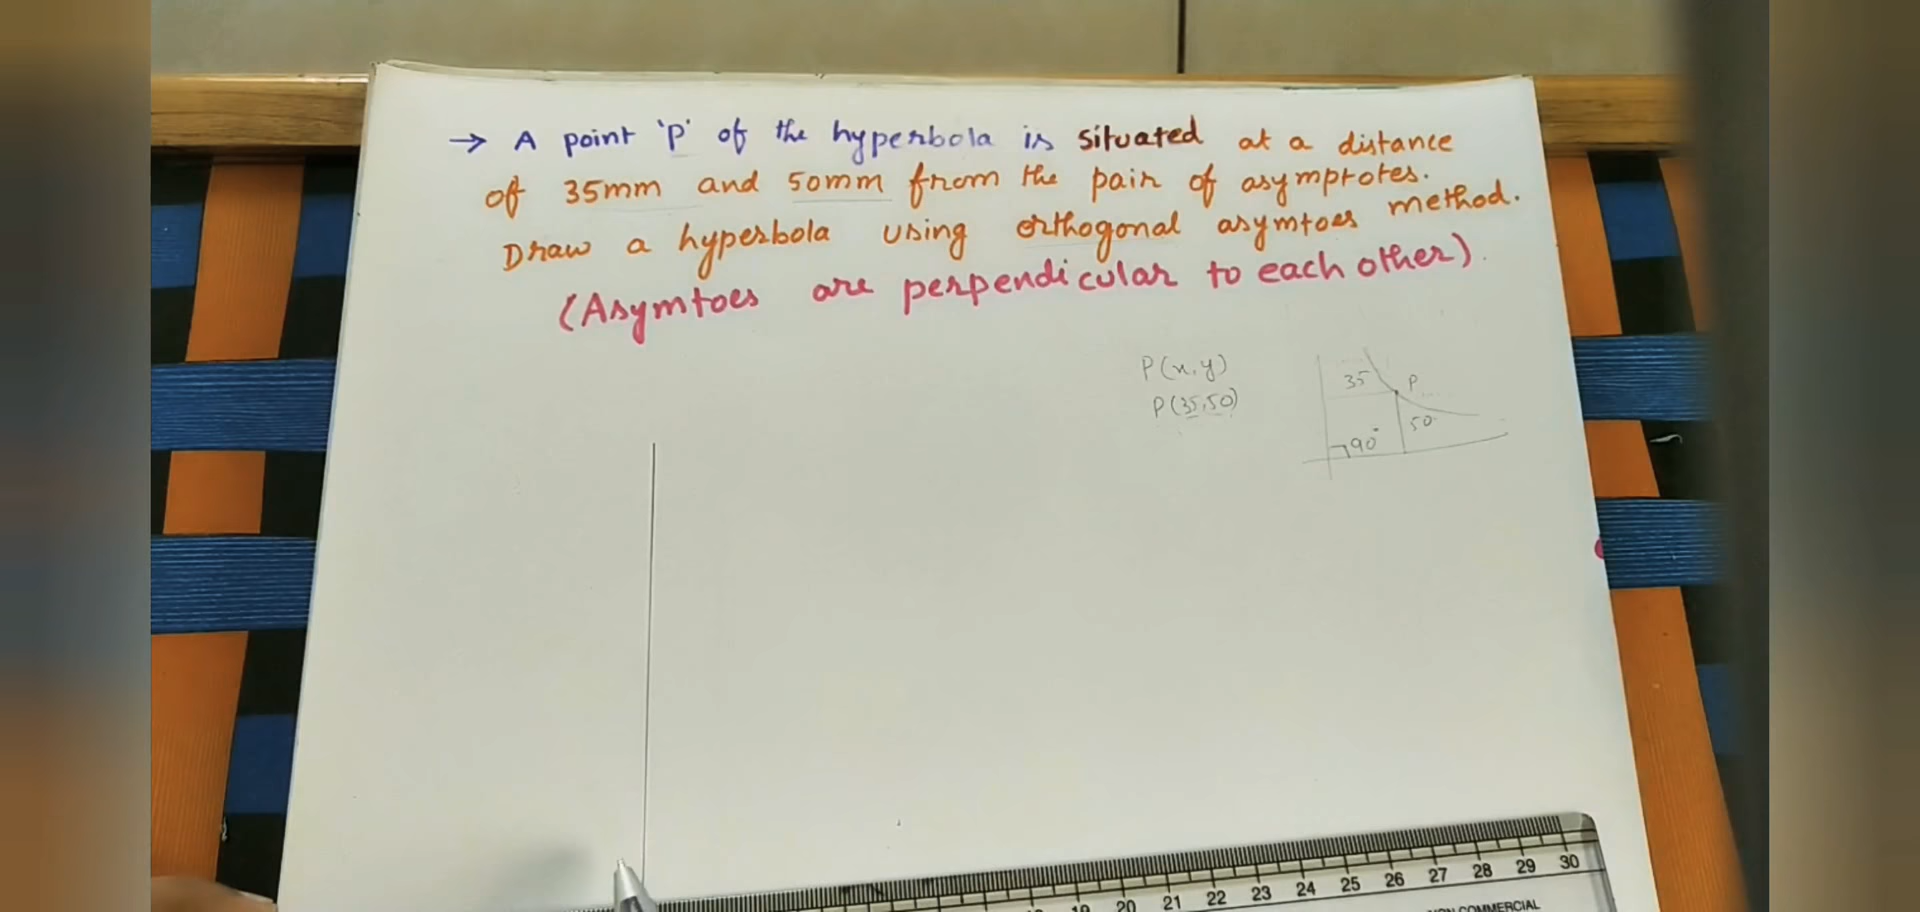 → A point 'P' of the hyperbola is situated at a distance
of 35mm and 50mm from the pair of asymptotes.
Draw a hyperbola using orthogonal asymtoes method.
(Asymtoes are perpendicular to each other).
P(x,y)
P(35,50)
35 P
50
90°
20 21 22 23 24 25 26 27 28 29 30
COMMERCIAL